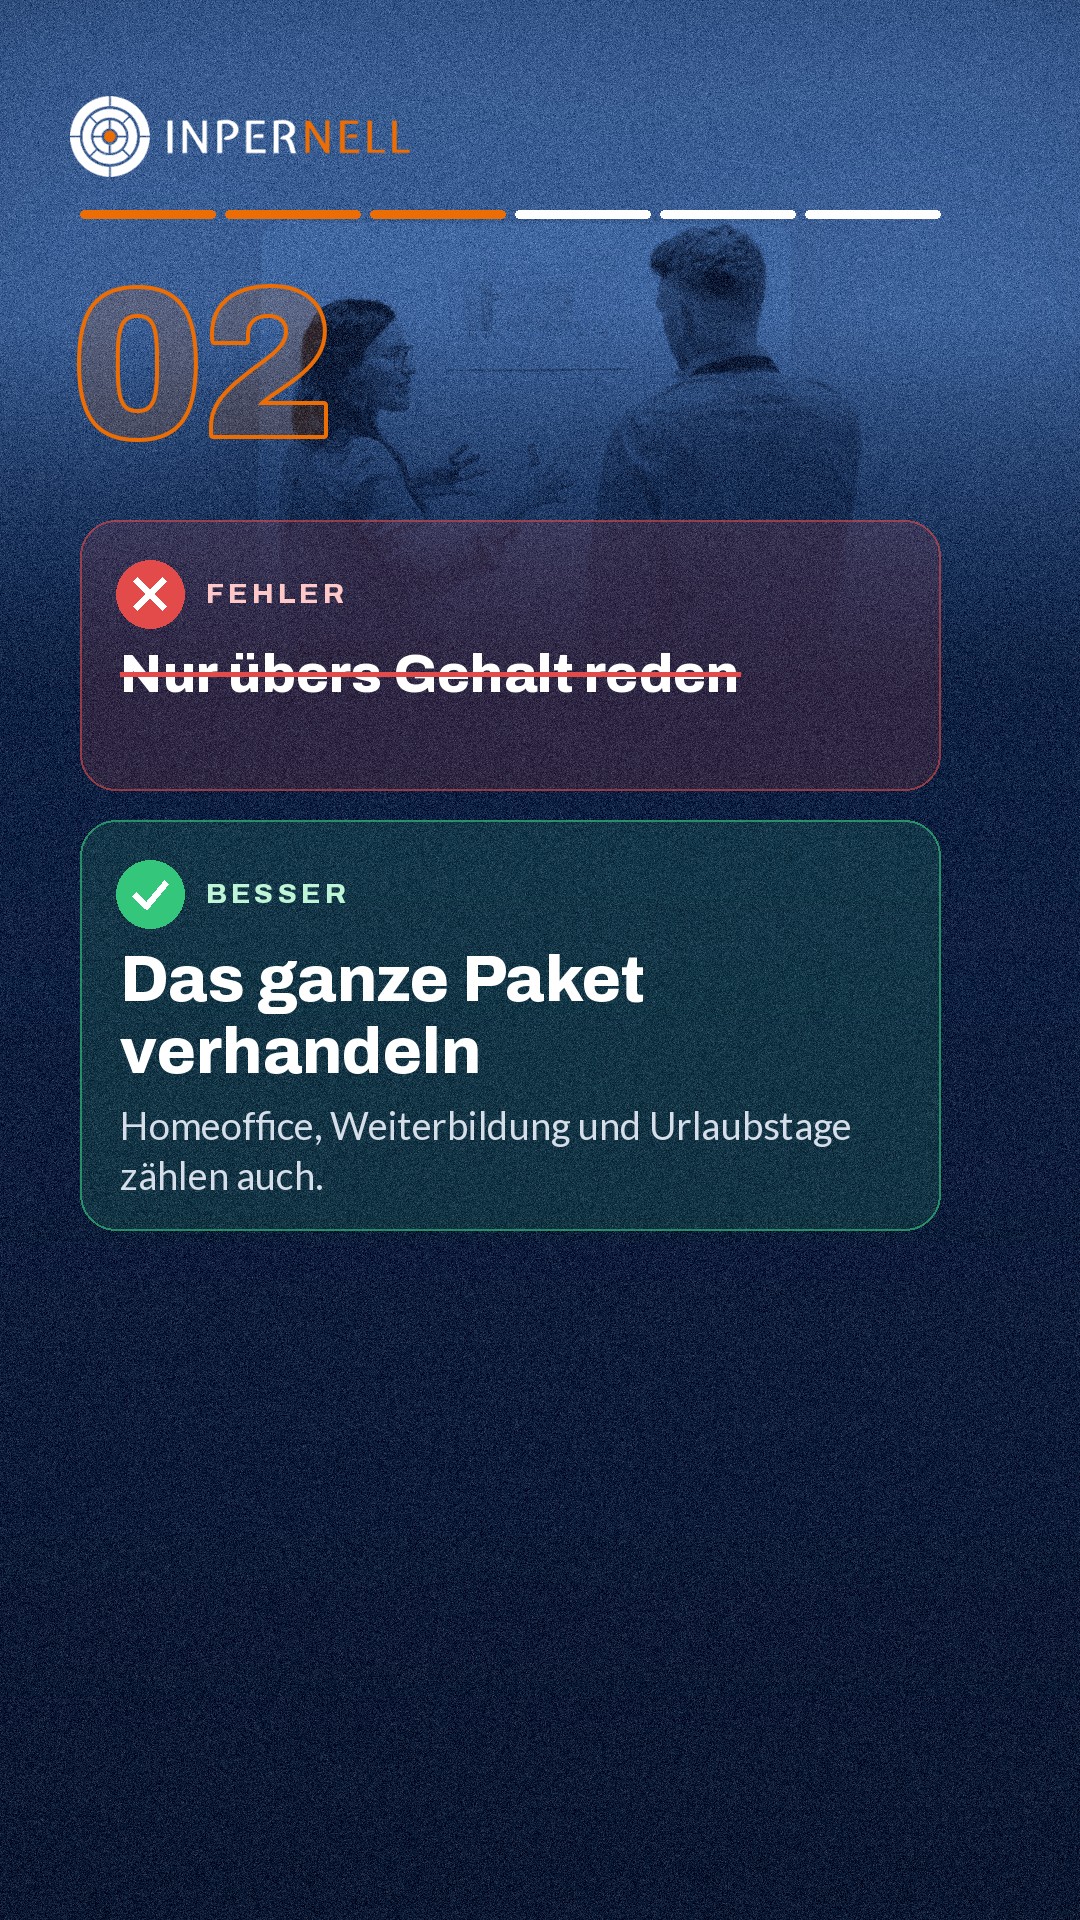 INPERNELL
02
FEHLER
Nur übers Gehalt reden
BESSER
Das ganze Paket
verhandeln
Homeoffice, Weiterbildung und Urlaubstage
zählen auch.